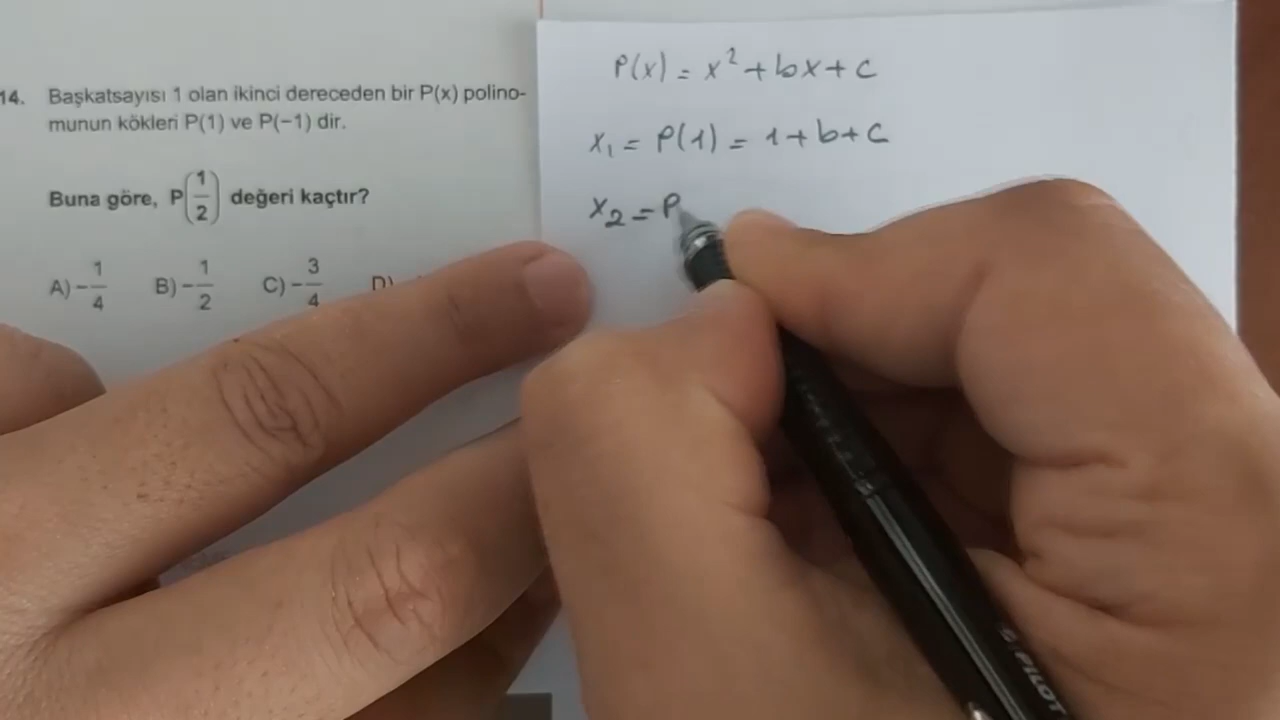 14. Başkatsayısı 1 olan ikinci dereceden bir P(x) polino-
munun kökleri P(1) ve P(−1) dir.
Buna göre, P(1/2) değeri kaçtır?
A) −1/4 B) −1/2 C) −3/4 D)
P(x) = x² + bx + c
x₁ = P(1) = 1 + b + c
x₂ = P
PILOT